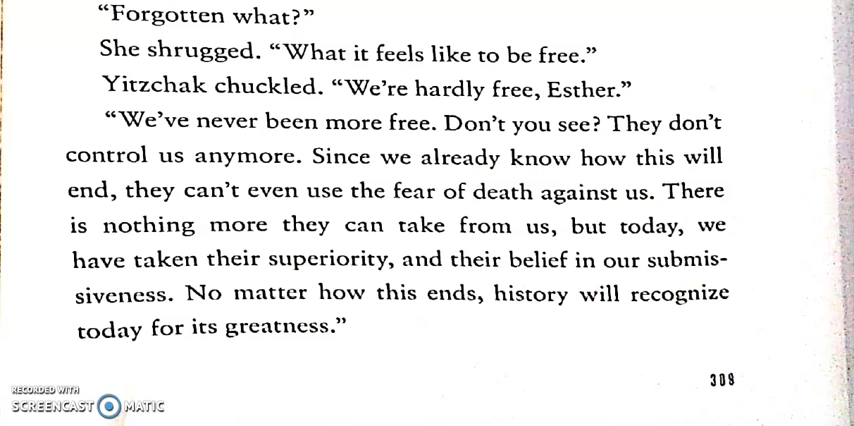 “Forgotten what?”
She shrugged. “What it feels like to be free.”
Yitzchak chuckled. “We’re hardly free, Esther.”
“We’ve never been more free. Don’t you see? They don’t
control us anymore. Since we already know how this will
end, they can’t even use the fear of death against us. There
is nothing more they can take from us, but today, we
have taken their superiority, and their belief in our submis-
siveness. No matter how this ends, history will recognize
today for its greatness.”
309
RECORDED WITH
SCREENCAST MATIC